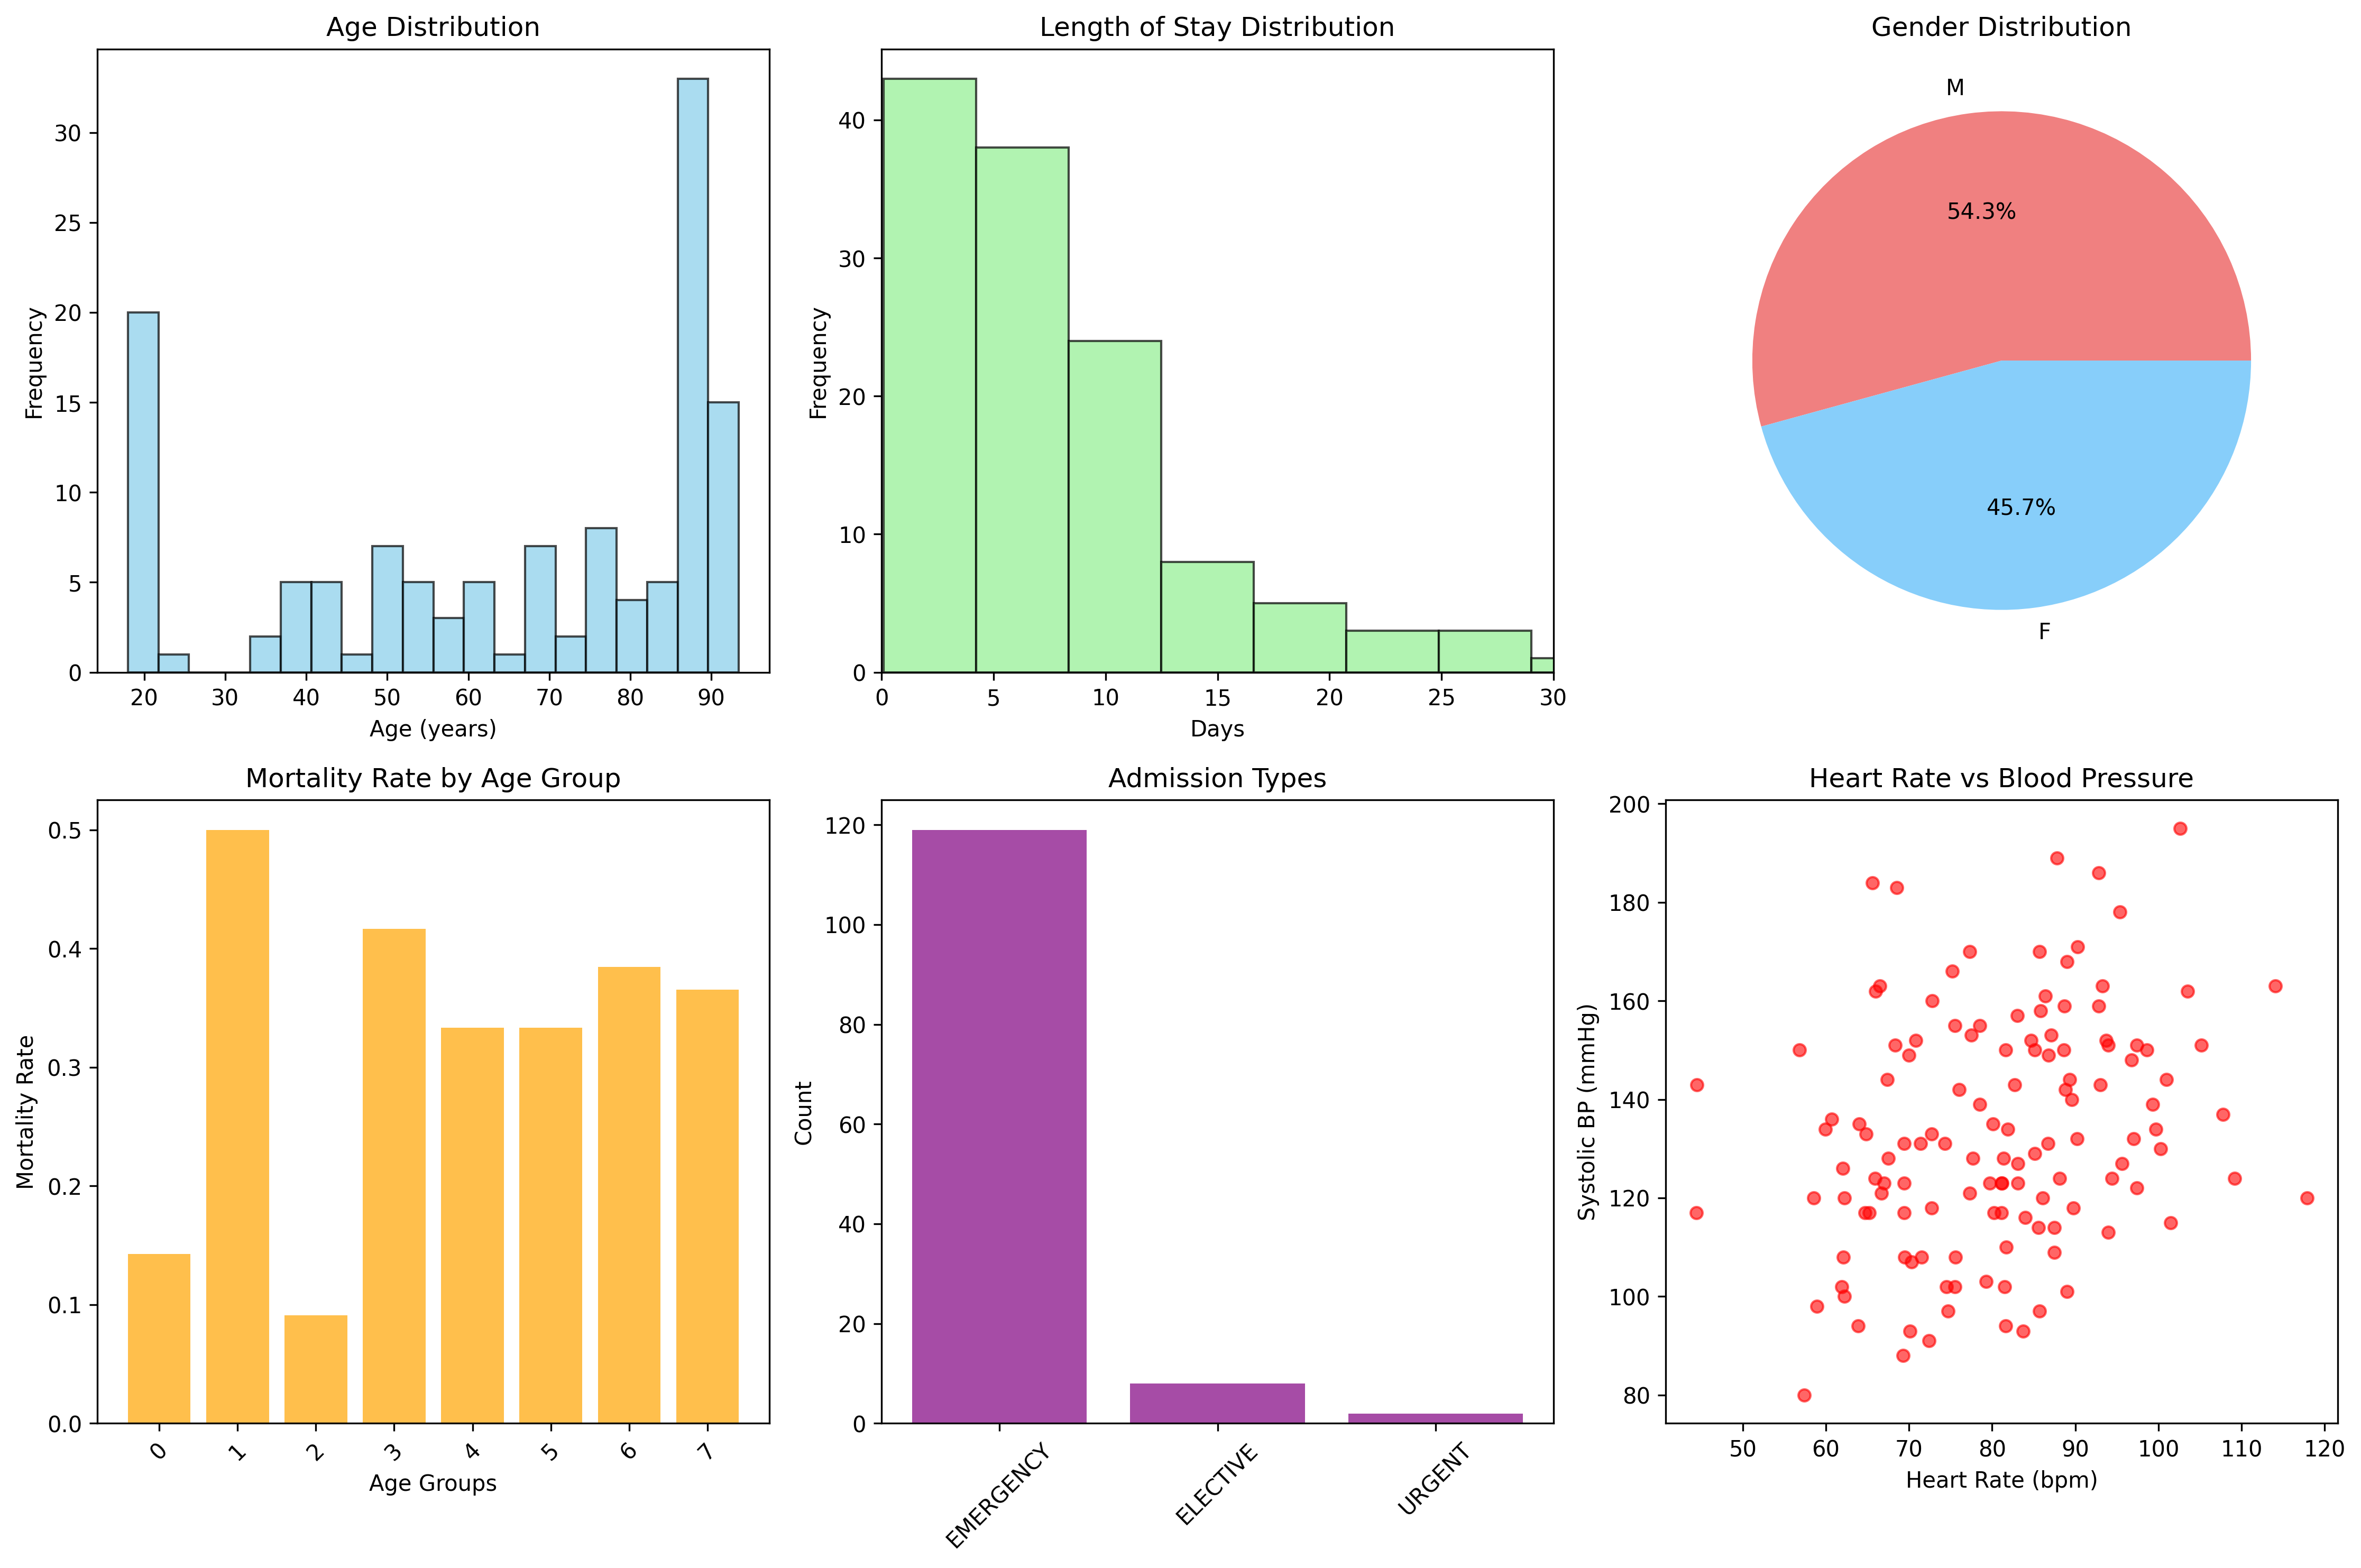 Age Distribution
Frequency
0
5
10
15
20
25
30
20 30 40 50 60 70 80 90
Age (years)
Length of Stay Distribution
Frequency
0
10
20
30
40
0 5 10 15 20 25 30
Days
Gender Distribution
M
54.3%
45.7%
F
Mortality Rate by Age Group
Mortality Rate
0.0
0.1
0.2
0.3
0.4
0.5
0 1 2 3 4 5 6 7
Age Groups
Admission Types
Count
0
20
40
60
80
100
120
EMERGENCY ELECTIVE URGENT
Heart Rate vs Blood Pressure
Systolic BP (mmHg)
80
100
120
140
160
180
200
50 60 70 80 90 100 110 120
Heart Rate (bpm)